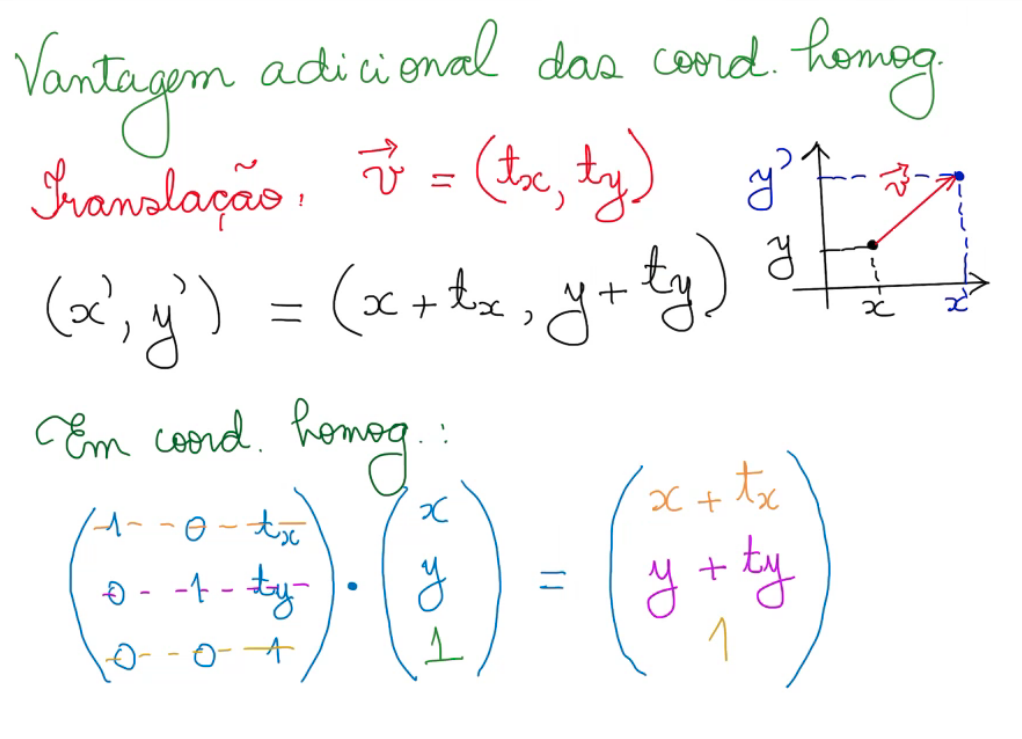 Vantagem adicional das coord. homog.
Translação: v⃗ = (tx, ty)
y' v⃗
y
x x'
(x', y') = (x + tx, y + ty)
Em coord. homog.:
1 0 tx x x + tx
0 1 ty · y = y + ty
0 0 1 1 1